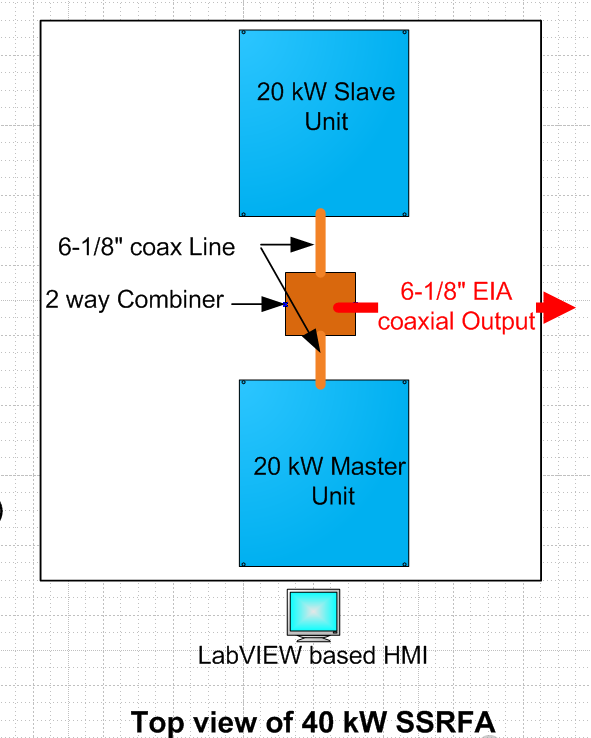 20 kW Slave
Unit
6-1/8" coax Line
2 way Combiner
6-1/8" EIA
coaxial Output
20 kW Master
Unit
LabVIEW based HMI
Top view of 40 kW SSRFA